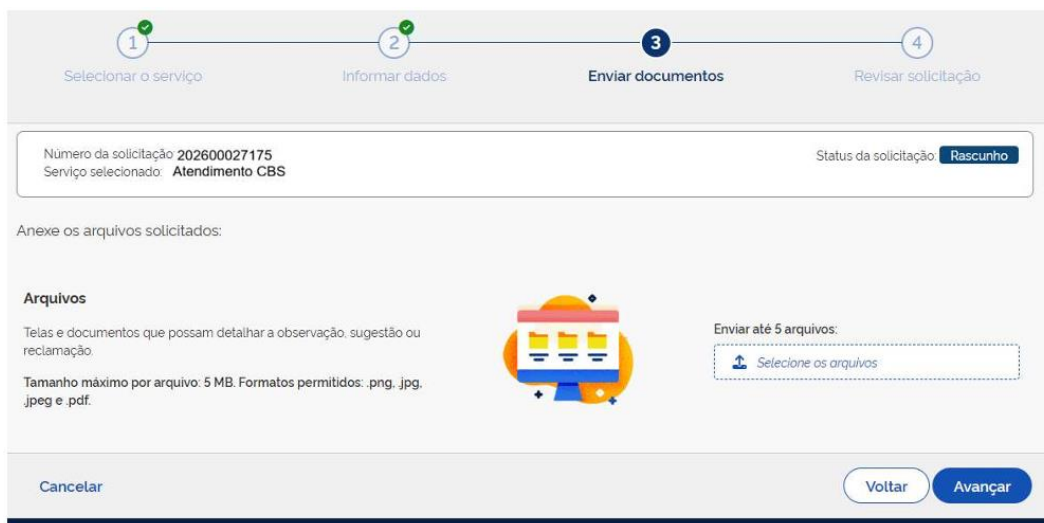 1
2
3
4
Selecionar o serviço
Informar dados
Enviar documentos
Revisar solicitação
Número da solicitação 202600027175
Status da solicitação: Rascunho
Serviço selecionado: Atendimento CBS
Anexe os arquivos solicitados:
Arquivos
Telas e documentos que possam detalhar a observação, sugestão ou
reclamação.
Tamanho máximo por arquivo: 5 MB. Formatos permitidos: .png, .jpg,
.jpeg e .pdf.
Enviar até 5 arquivos:
Selecione os arquivos
Cancelar
Voltar
Avançar